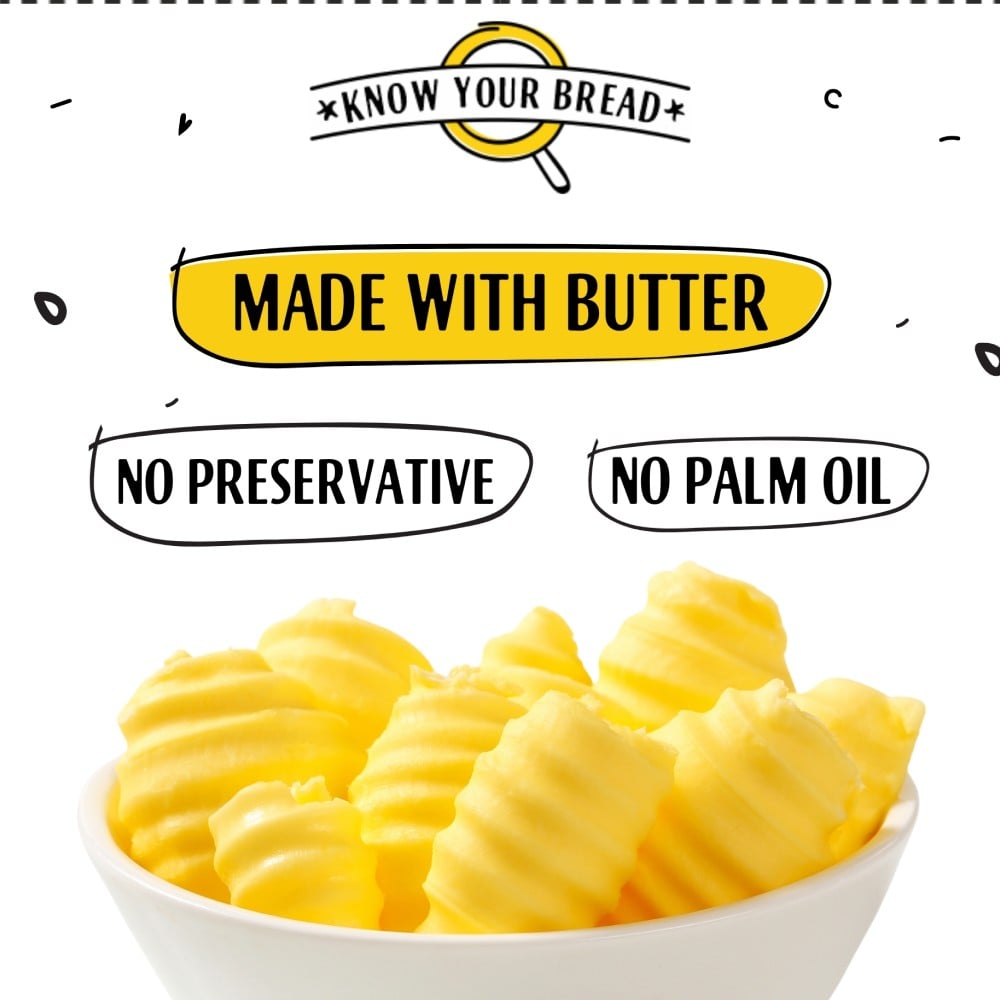 *KNOW YOUR BREAD*
MADE WITH BUTTER
NO PRESERVATIVE
NO PALM OIL